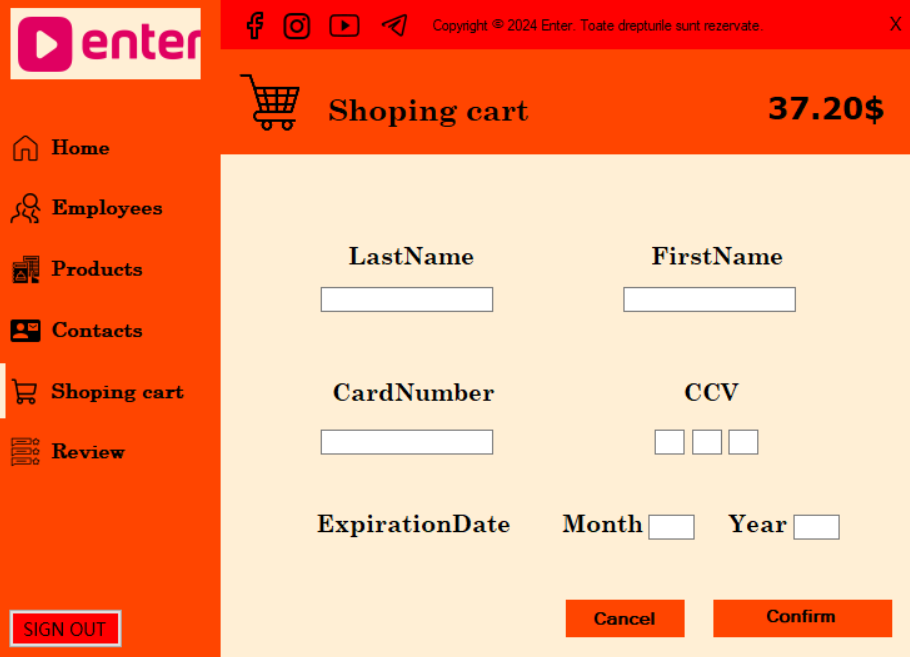 enter
Copyright © 2024 Enter. Toate drepturile sunt rezervate.
X
Shoping cart
37.20$
Home
Employees
Products
Contacts
Shoping cart
Review
SIGN OUT
LastName
FirstName
CardNumber
CCV
ExpirationDate
Month
Year
Cancel
Confirm